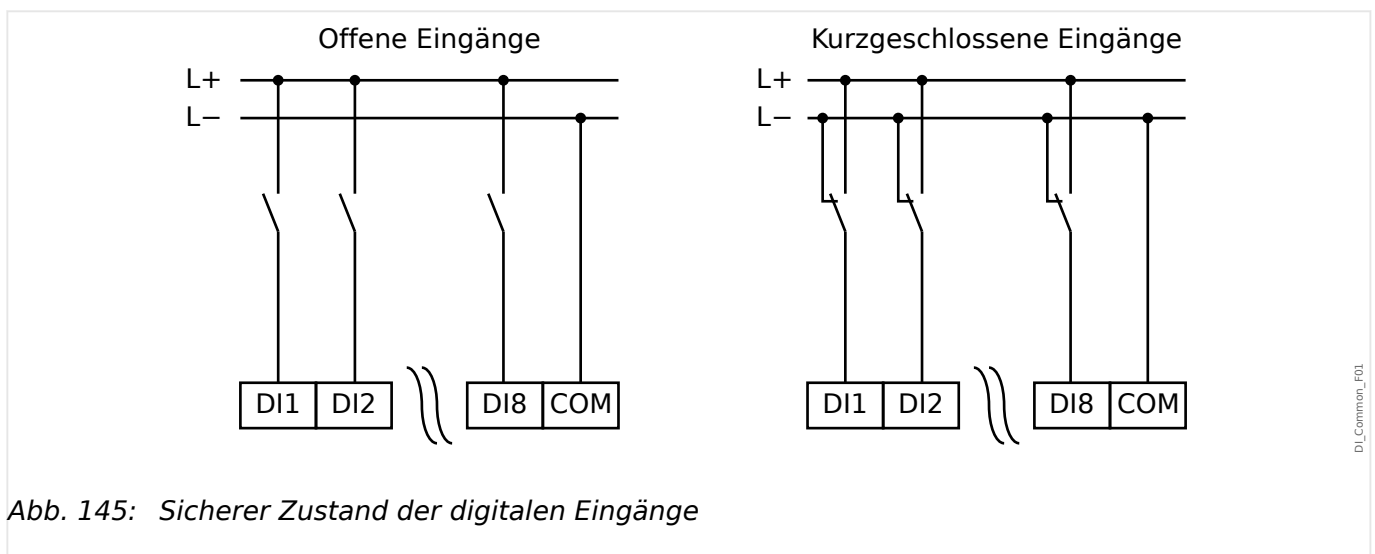 Offene Eingänge
L+
L−
DI1 DI2 DI8 COM
Kurzgeschlossene Eingänge
L+
L−
DI1 DI2 DI8 COM
DI_Common_F01
Abb. 145: Sicherer Zustand der digitalen Eingänge